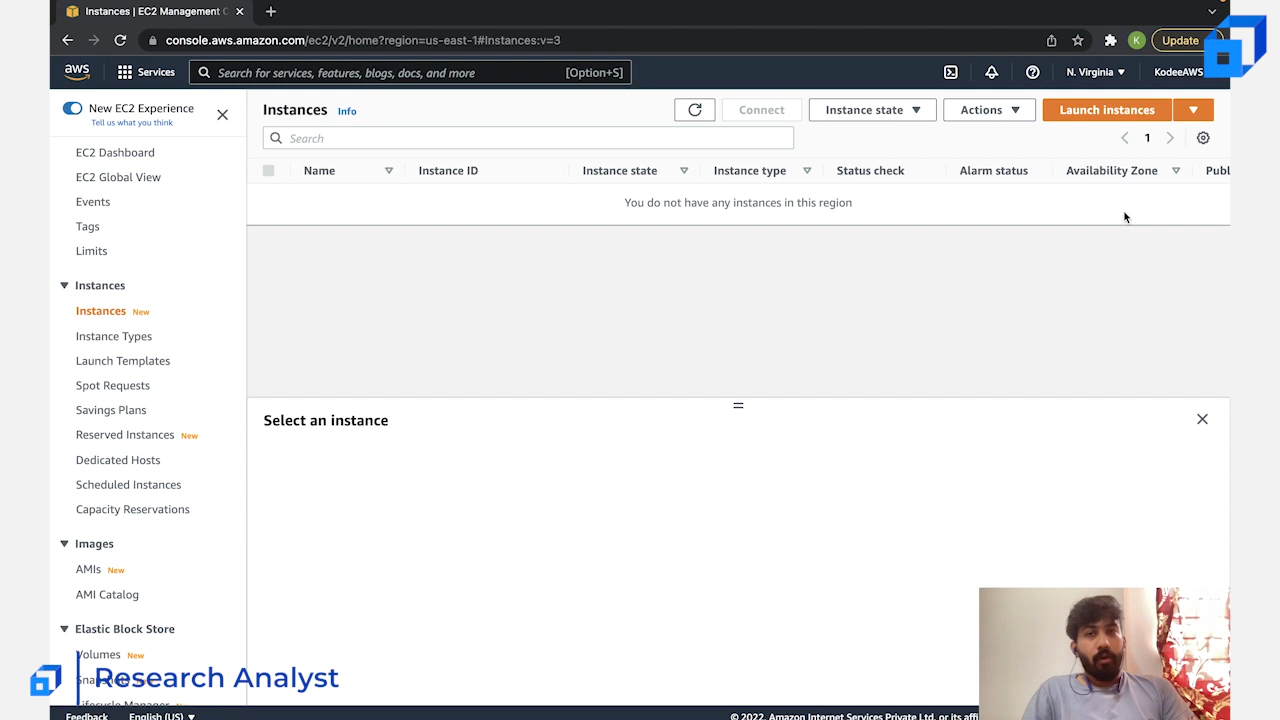 Instances | EC2 Management C
console.aws.amazon.com/ec2/v2/home?region=us-east-1#Instances:v=3
Update
aws
Services
Search for services, features, blogs, docs, and more
[Option+S]
N. Virginia
KodeeAWS
New EC2 Experience
Tell us what you think
EC2 Dashboard
EC2 Global View
Events
Tags
Limits
Instances
Instances New
Instance Types
Launch Templates
Spot Requests
Savings Plans
Reserved Instances New
Dedicated Hosts
Scheduled Instances
Capacity Reservations
Images
AMIs New
AMI Catalog
Elastic Block Store
Volumes New
Research Analyst
Lifecycle Manager
Feedback
English (US)
Instances Info
Connect
Instance state
Actions
Launch instances
Search
1
Name
Instance ID
Instance state
Instance type
Status check
Alarm status
Availability Zone
Publ
You do not have any instances in this region
Select an instance
© 2022, Amazon Internet Services Private Ltd. or its affi
K